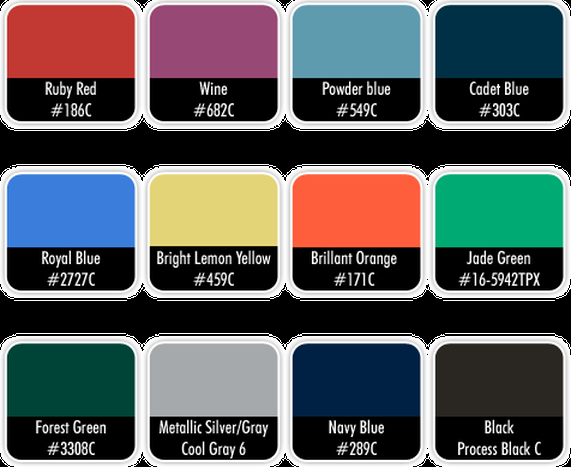 Ruby Red
#186C
Wine
#682C
Powder blue
#549C
Cadet Blue
#303C
Royal Blue
#2727C
Bright Lemon Yellow
#459C
Brillant Orange
#171C
Jade Green
#16-5942TPX
Forest Green
#3308C
Metallic Silver/Gray
Cool Gray 6
Navy Blue
#289C
Black
Process Black C